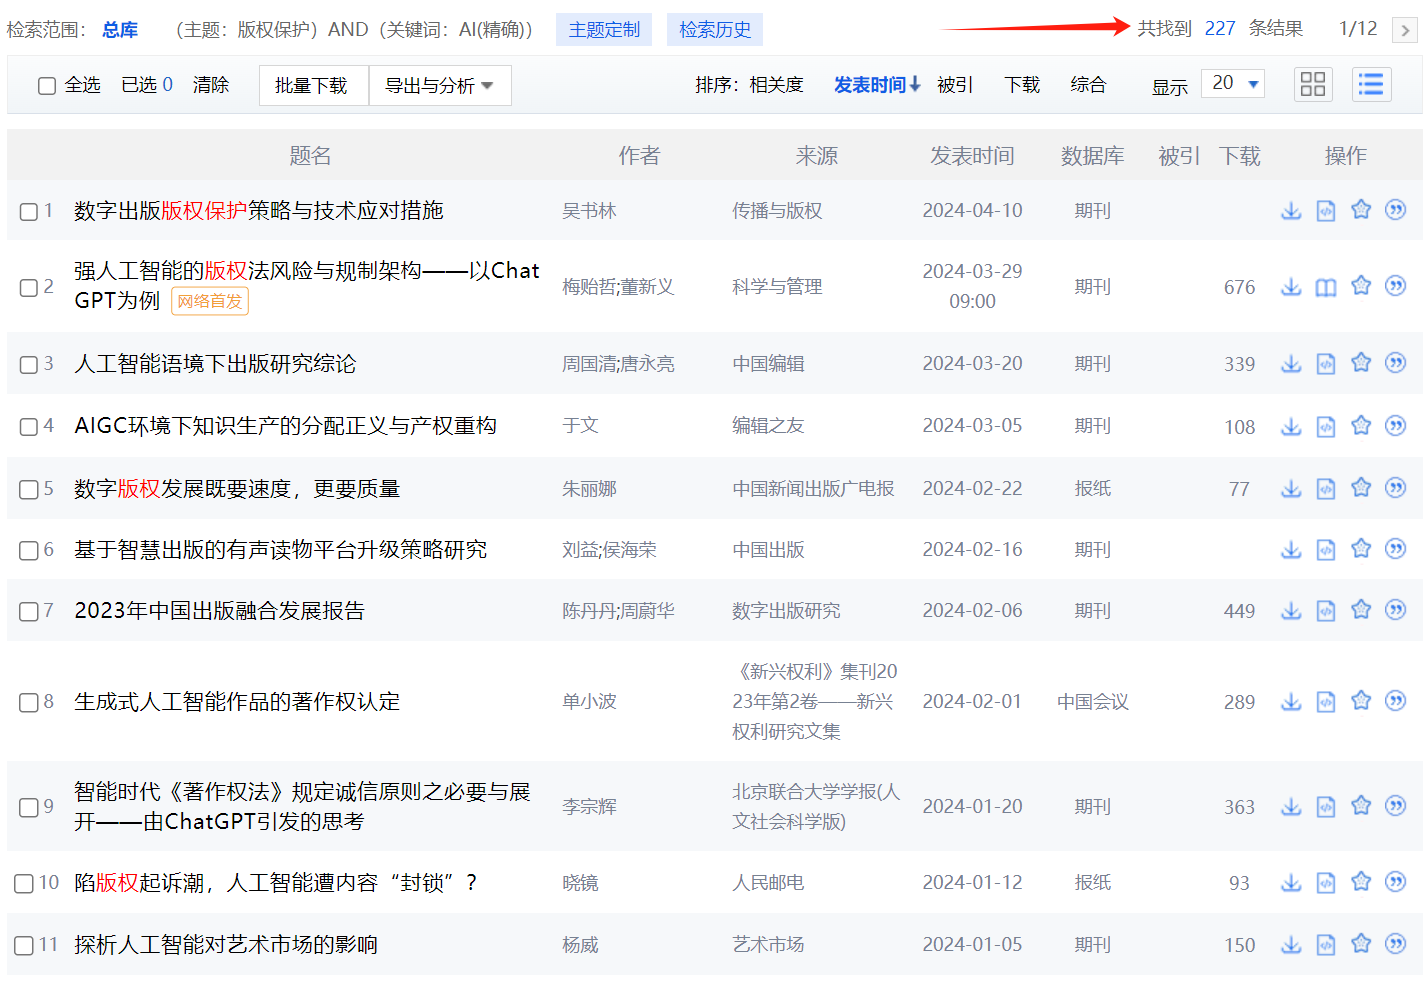 检索范围： 总库 （主题：版权保护）AND（关键词：AI(精确)） 主题定制 检索历史 共找到 227 条结果 1/12
全选 已选 0 清除 批量下载 导出与分析 排序： 相关度 发表时间↓ 被引 下载 综合 显示 20
题名 作者 来源 发表时间 数据库 被引 下载 操作
1 数字出版版权保护策略与技术应对措施 吴书林 传播与版权 2024-04-10 期刊
2 强人工智能的版权法风险与规制架构——以Chat
GPT为例 网络首发 梅贻哲;董新义 科学与管理 2024-03-29
09:00 期刊 676
3 人工智能语境下出版研究综论 周国清;唐永亮 中国编辑 2024-03-20 期刊 339
4 AIGC环境下知识生产的分配正义与产权重构 于文 编辑之友 2024-03-05 期刊 108
5 数字版权发展既要速度，更要质量 朱丽娜 中国新闻出版广电报 2024-02-22 报纸 77
6 基于智慧出版的有声读物平台升级策略研究 刘益;侯海荣 中国出版 2024-02-16 期刊
7 2023年中国出版融合发展报告 陈丹丹;周蔚华 数字出版研究 2024-02-06 期刊 449
8 生成式人工智能作品的著作权认定 单小波 《新兴权利》集刊20
23年第2卷——新兴
权利研究文集 2024-02-01 中国会议 289
9 智能时代《著作权法》规定诚信原则之必要与展
开——由ChatGPT引发的思考 李宗辉 北京联合大学学报(人
文社会科学版) 2024-01-20 期刊 363
10 陷版权起诉潮，人工智能遭内容“封锁”？ 晓镜 人民邮电 2024-01-12 报纸 93
11 探析人工智能对艺术市场的影响 杨威 艺术市场 2024-01-05 期刊 150